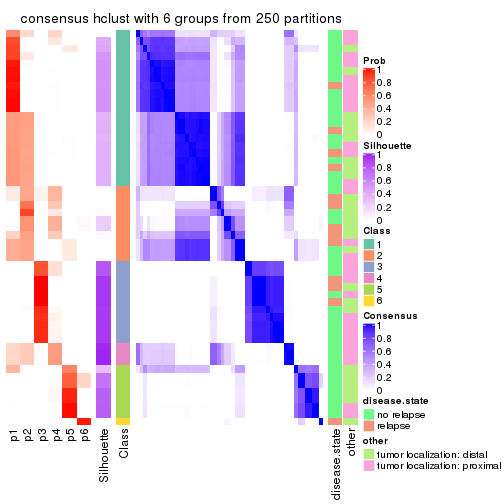 consensus hclust with 6 groups from 250 partitions
Prob
1
0.8
0.6
0.4
0.2
0
Silhouette
1
0.8
0.6
0.4
0.2
0
Class
1
2
3
4
5
6
Consensus
1
0.8
0.6
0.4
0.2
0
disease.state
no relapse
relapse
other
tumor localization: distal
tumor localization: proximal
p1
p2
p3
p4
p5
p6
Silhouette
Class
disease.state
other